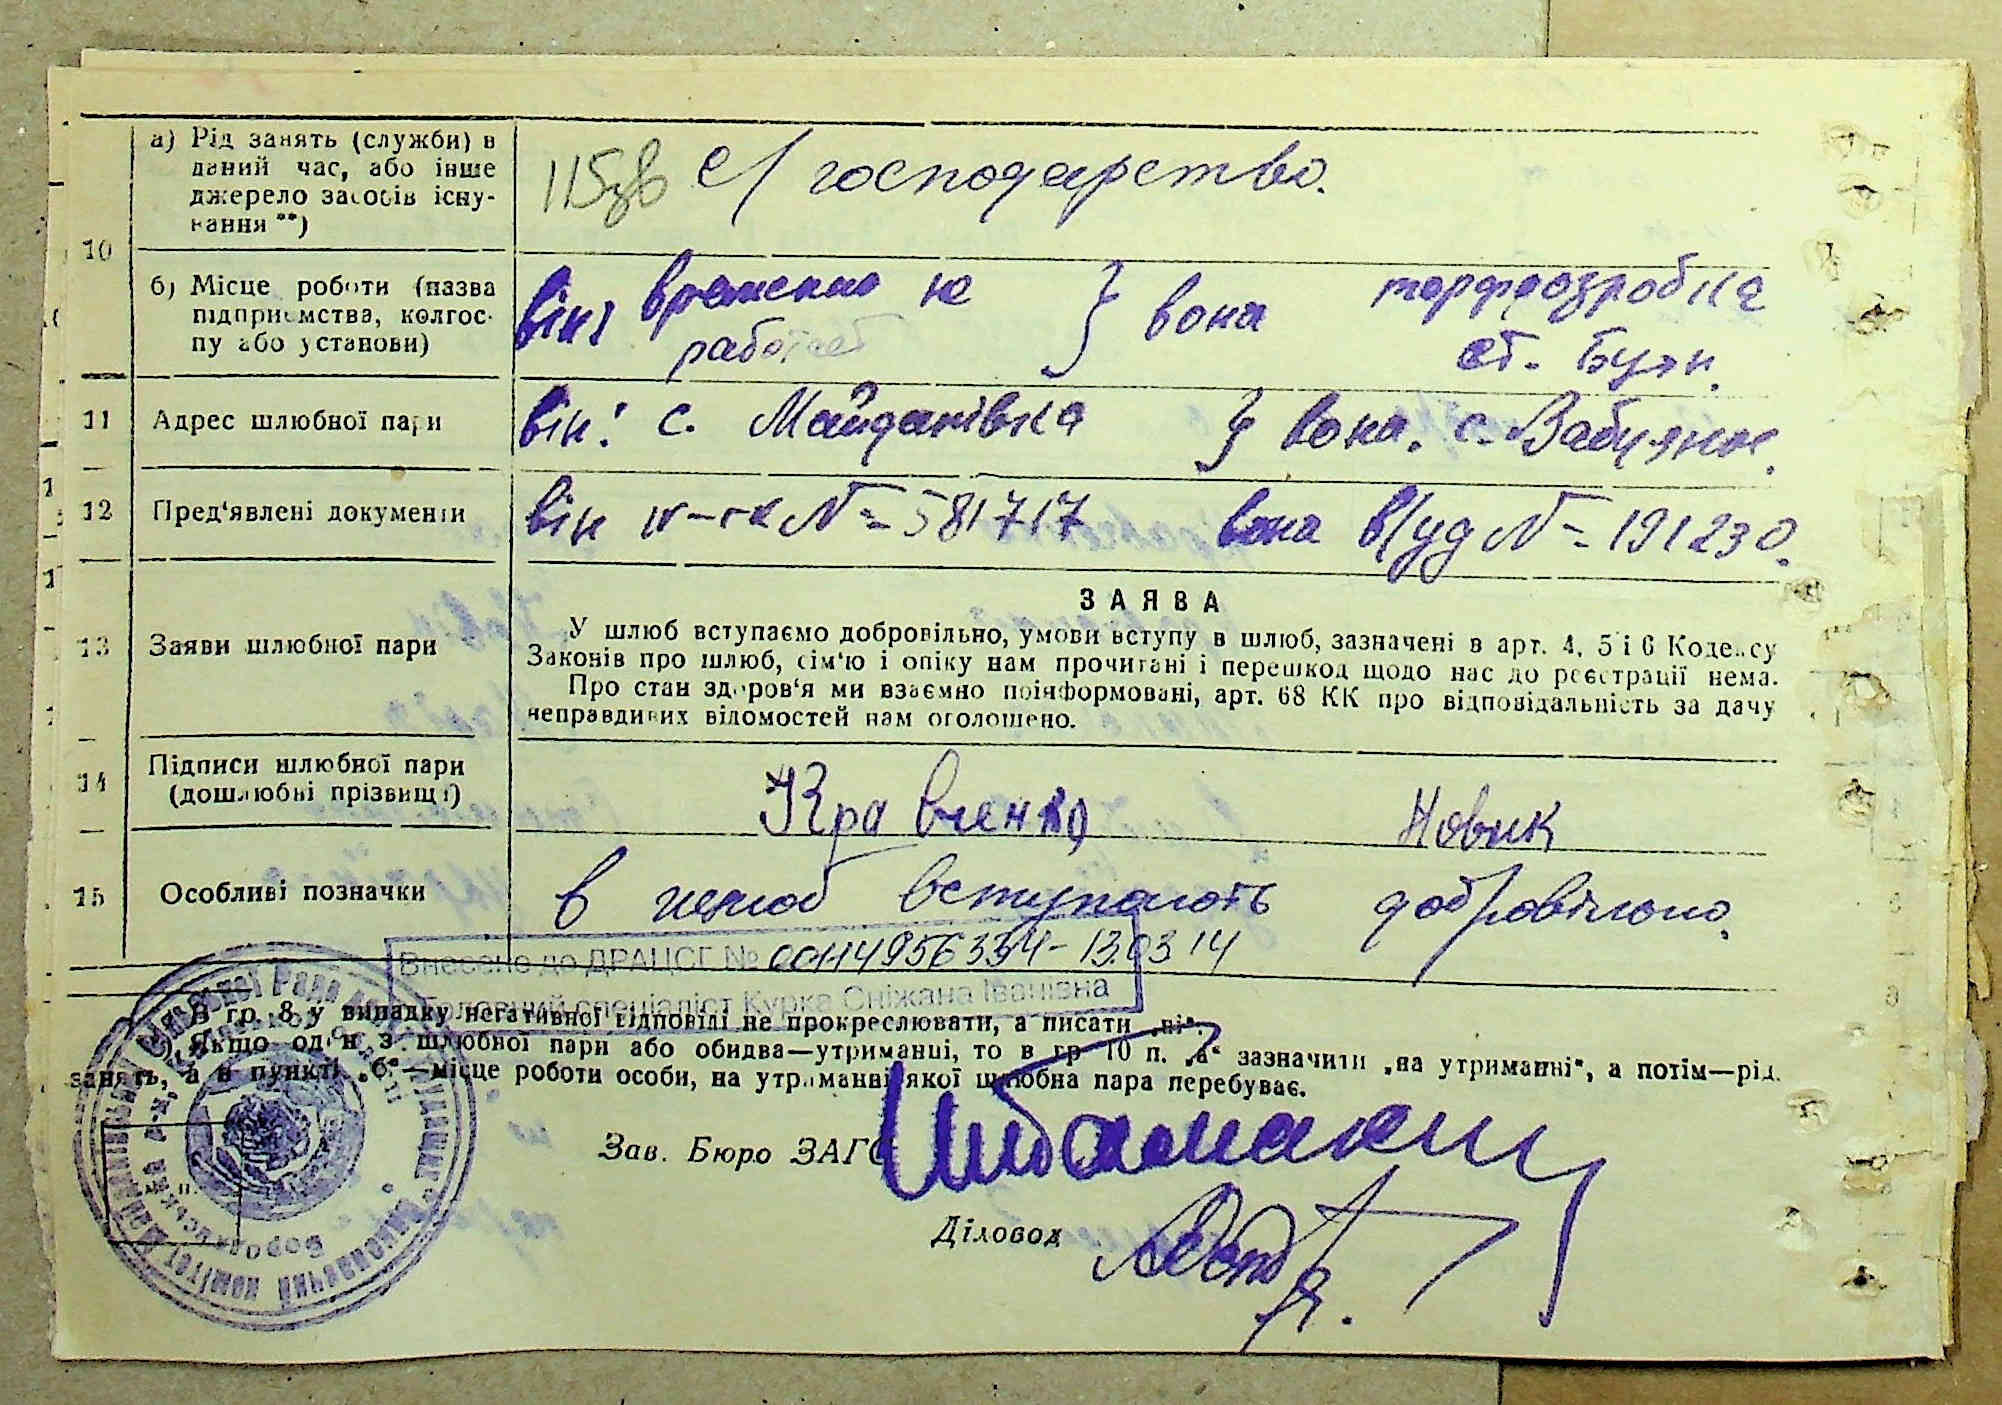 10
а) Рід занять (служби) в
даний час, або інше
джерело засобів існу-
вання **)
115зв с/господарство.
б) Місце роботи (назва
підприємства, колгос-
пу або установи)
він: временно не } вона торфрозробка
работает ст. Буян.
11 Адрес шлюбної пари він: с. Майданівка } вона. с.
12 Пред'явлені документи він № 581717 вона в/уд № 191230.
13 Заяви шлюбної пари
ЗАЯВА
У шлюб вступаємо добровільно, умови вступу в шлюб, зазначені в арт. 4, 5 і 6 Кодексу
Законів про шлюб, сім'ю і опіку нам прочитані і перешкод щодо нас до реєстрації нема.
Про стан здоров'я ми взаємно поінформовані, арт. 68 КК про відповідальність за дачу
неправдивих відомостей нам оголошено.
14 Підписи шлюбної пари
(дошлюбні прізвища)
Кравченко Новик
15 Особливі позначки в шлюб вступають добровільно.
Внесено до ДРАЦСГ № 00114956334- 13.03 14
Головний спеціаліст Курка Сніжана Іванівна
*) В гр. 8 у випадку негативної відповіді не прокреслювати, а писати „ні".
**) Якщо один з шлюбної пари або обидва—утриманці, то в гр 10 п. „а" зазначити „на утриманні", а потім—рід
занять, а в пункті „б"—місце роботи особи, на утриманні якої шлюбна пара перебуває.
Зав. Бюро ЗАГС
Діловод
м. п.
виконавчий комітет